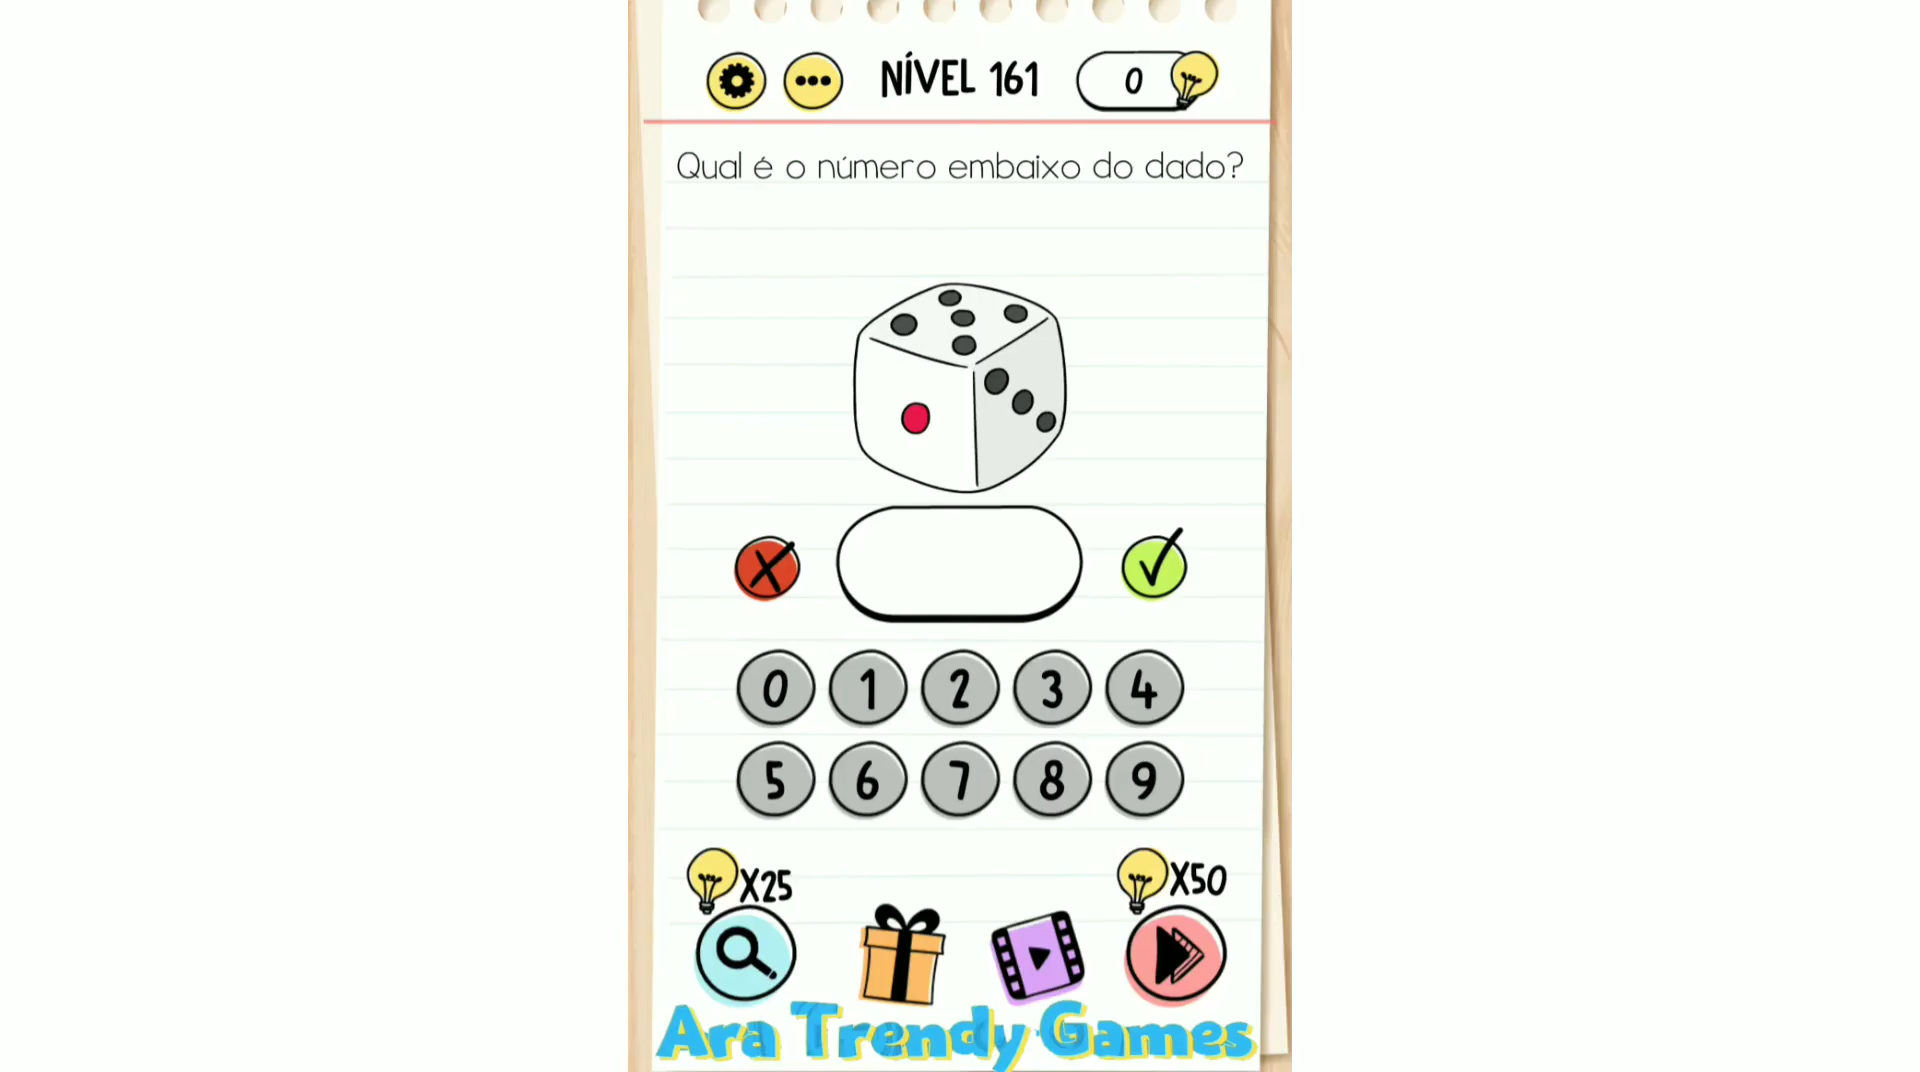 NÍVEL 161
0
Qual é o número embaixo do dado?
0 1 2 3 4
5 6 7 8 9
X25
X50
Ara Trendy Games